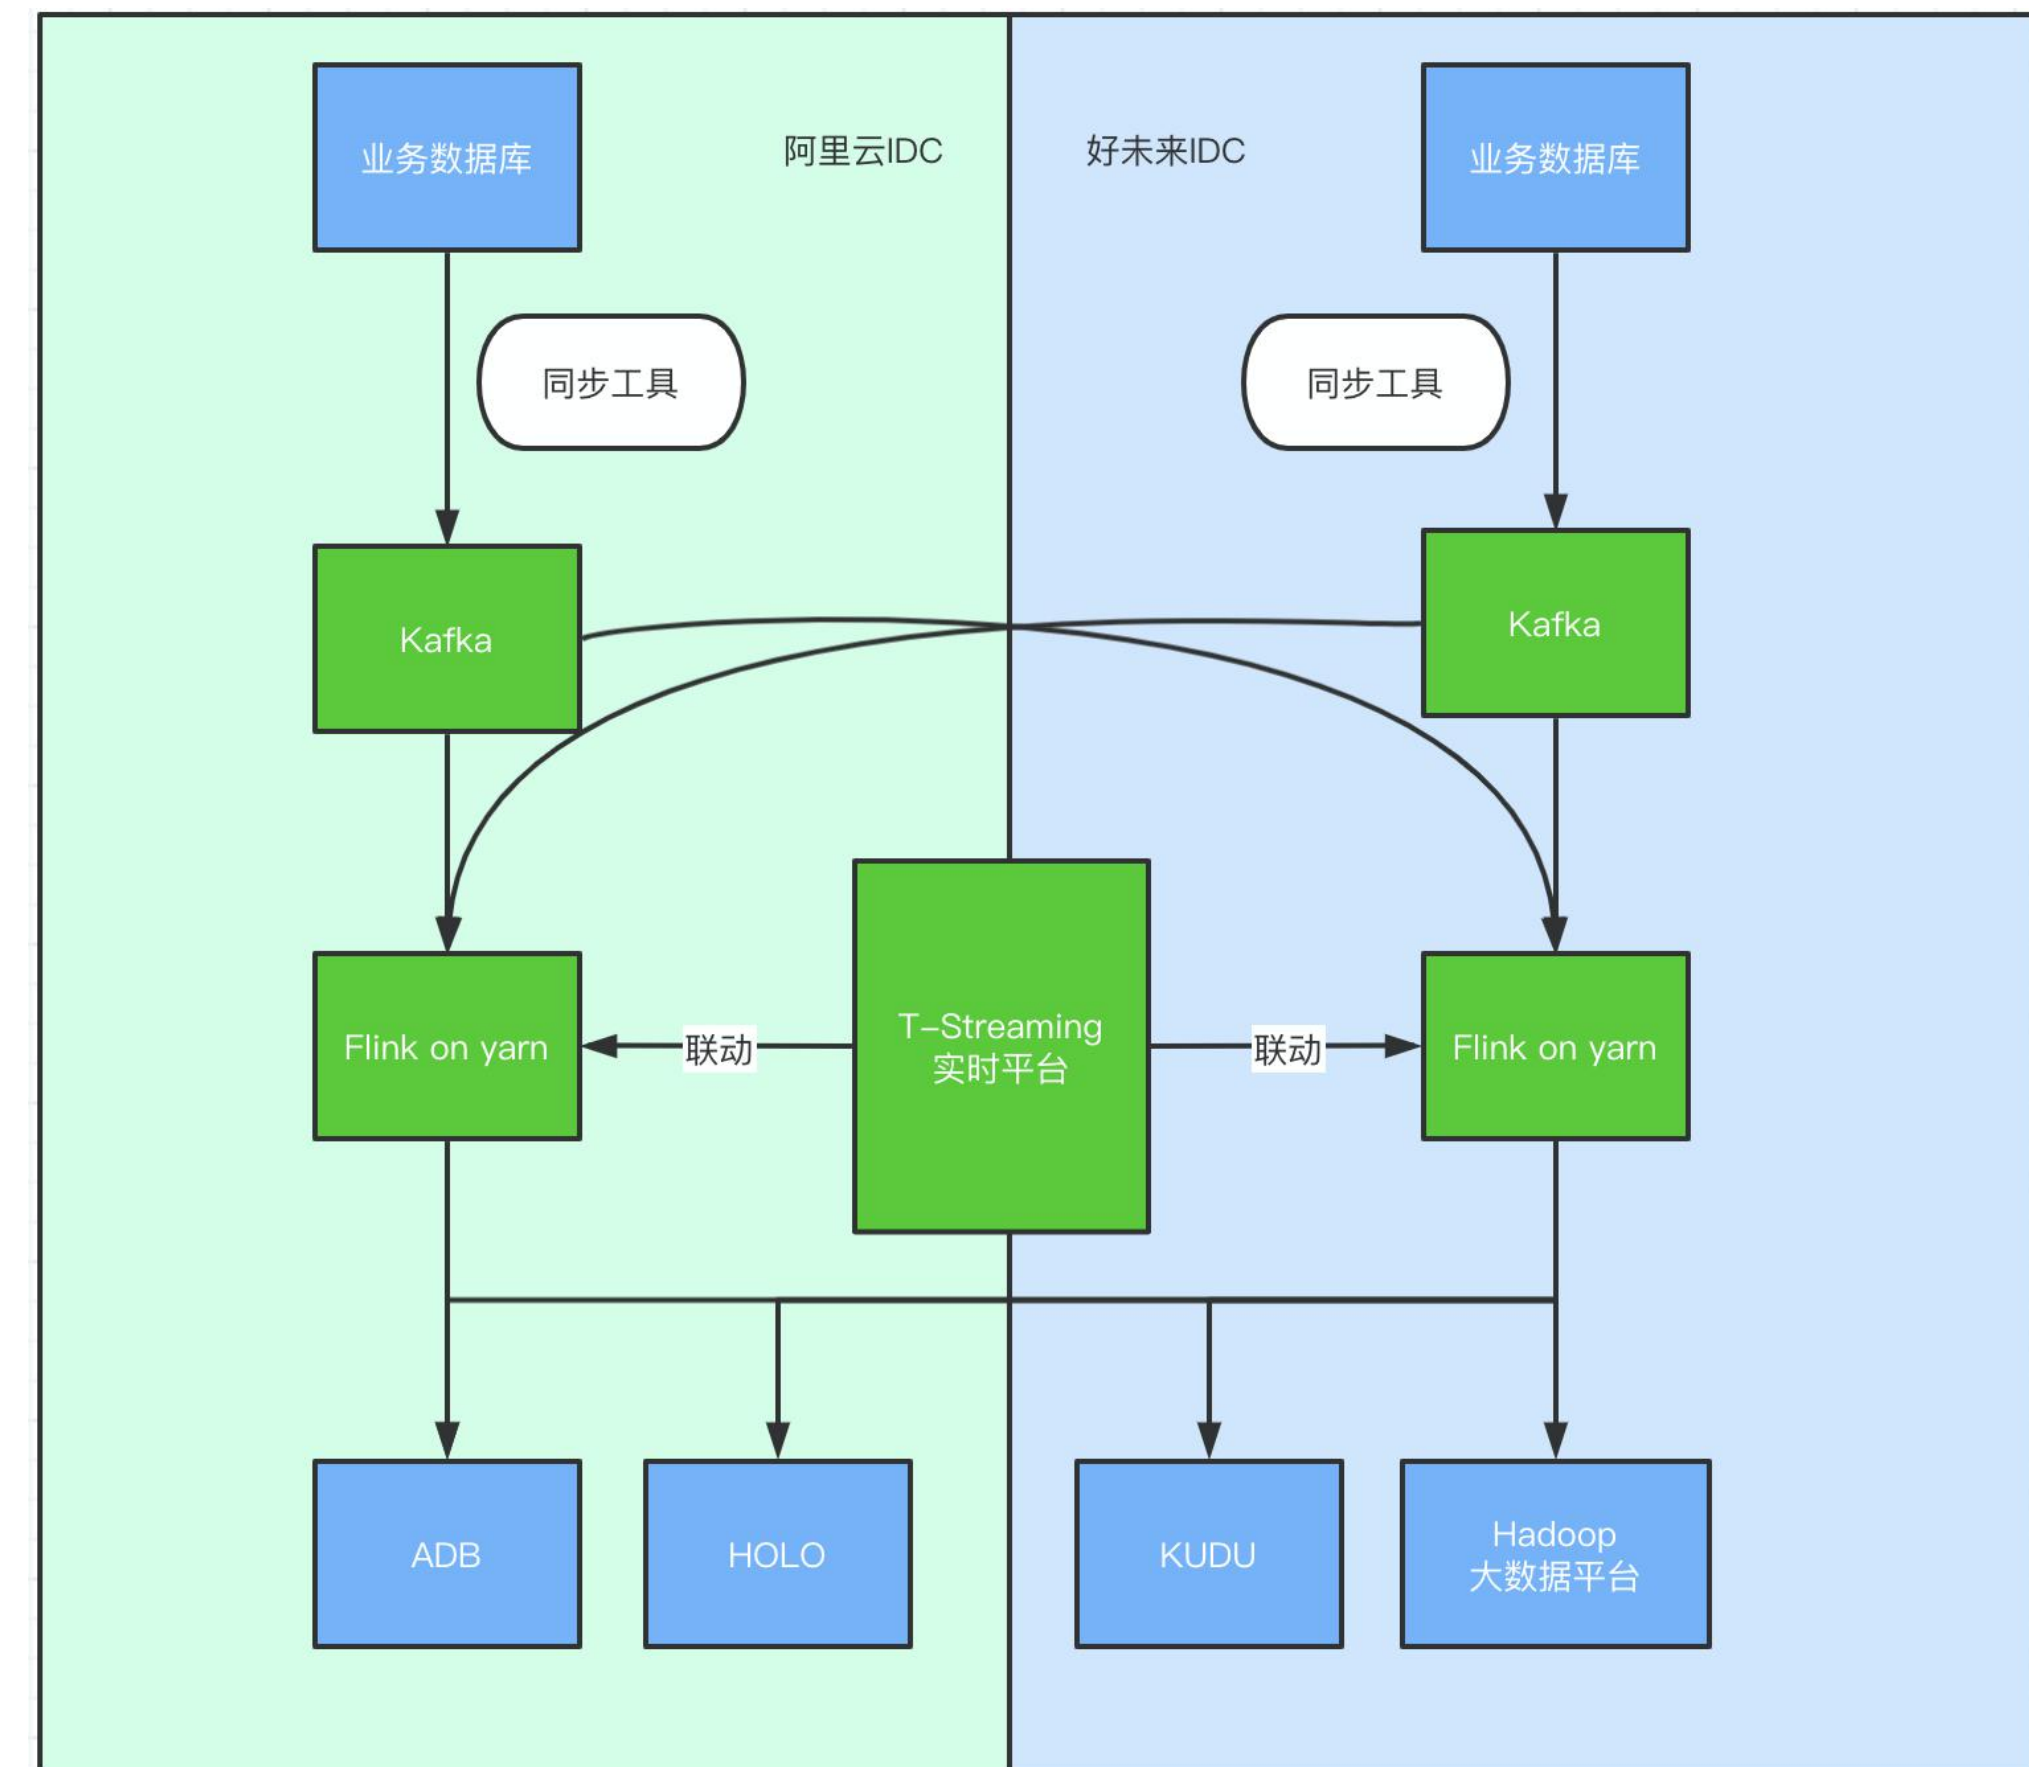 业务数据库
阿里云IDC
好未来IDC
业务数据库
同步工具
同步工具
Kafka
Kafka
Flink on yarn
联动
T-Streaming
实时平台
联动
Flink on yarn
ADB
HOLO
KUDU
Hadoop
大数据平台